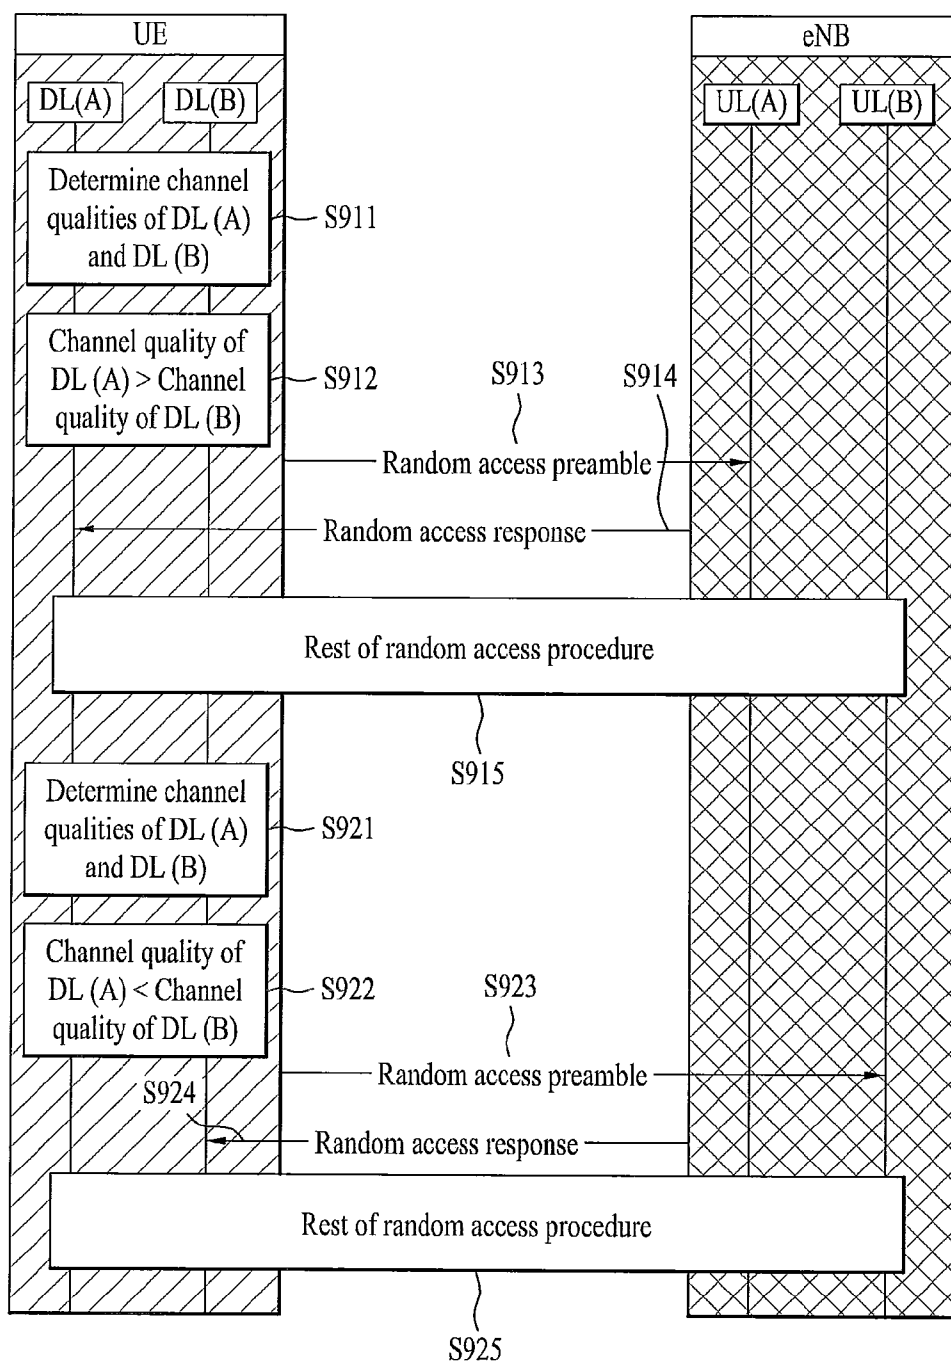 UE
eNB
DL(A)
DL(B)
UL(A)
UL(B)
Determine channel
qualities of DL (A)
and DL (B)
S911
Channel quality of
DL (A) > Channel
quality of DL (B)
S912
S913
S914
Random access preamble
Random access response
Rest of random access procedure
S915
Determine channel
qualities of DL (A)
and DL (B)
S921
Channel quality of
DL (A) < Channel
quality of DL (B)
S922
S923
Random access preamble
S924
Random access response
Rest of random access procedure
S925